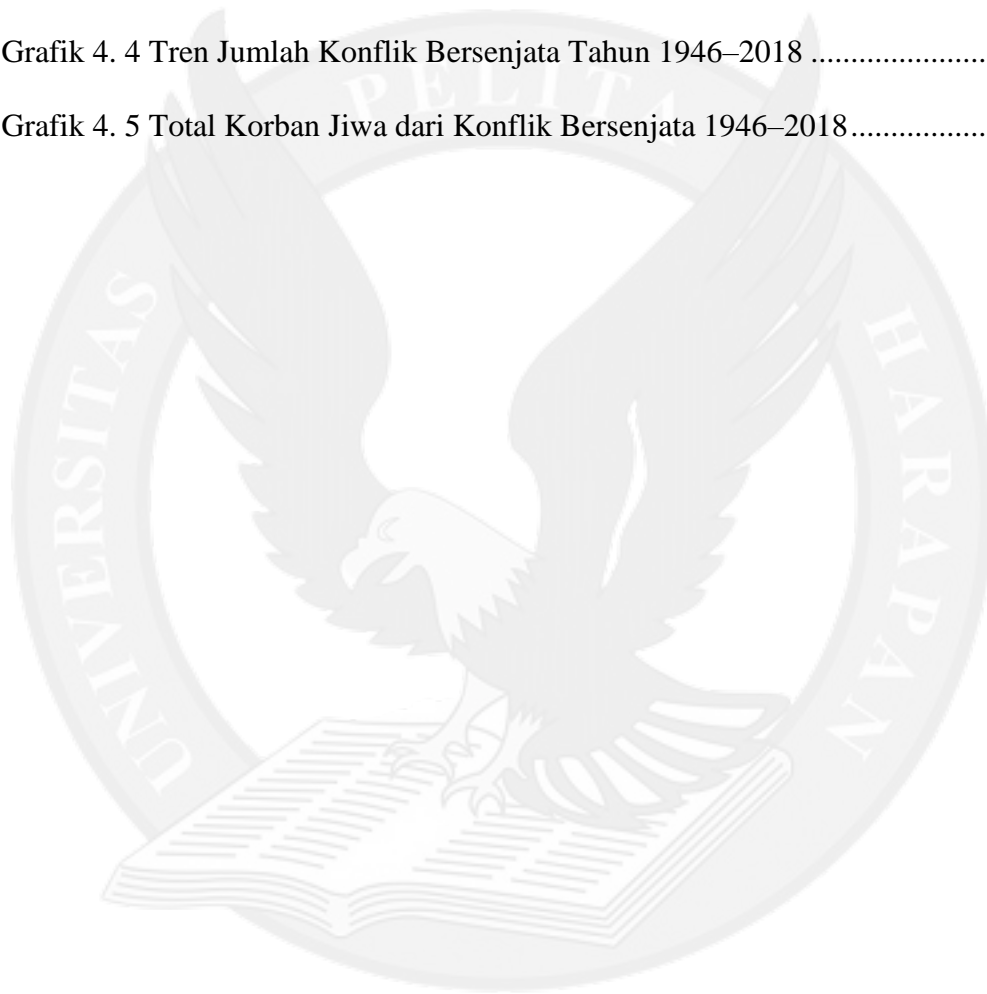 Grafik 4. 4 Tren Jumlah Konflik Bersenjata Tahun 1946–2018 ......................
Grafik 4. 5 Total Korban Jiwa dari Konflik Bersenjata 1946–2018.................
UNIVERSITAS PELITA HARAPAN